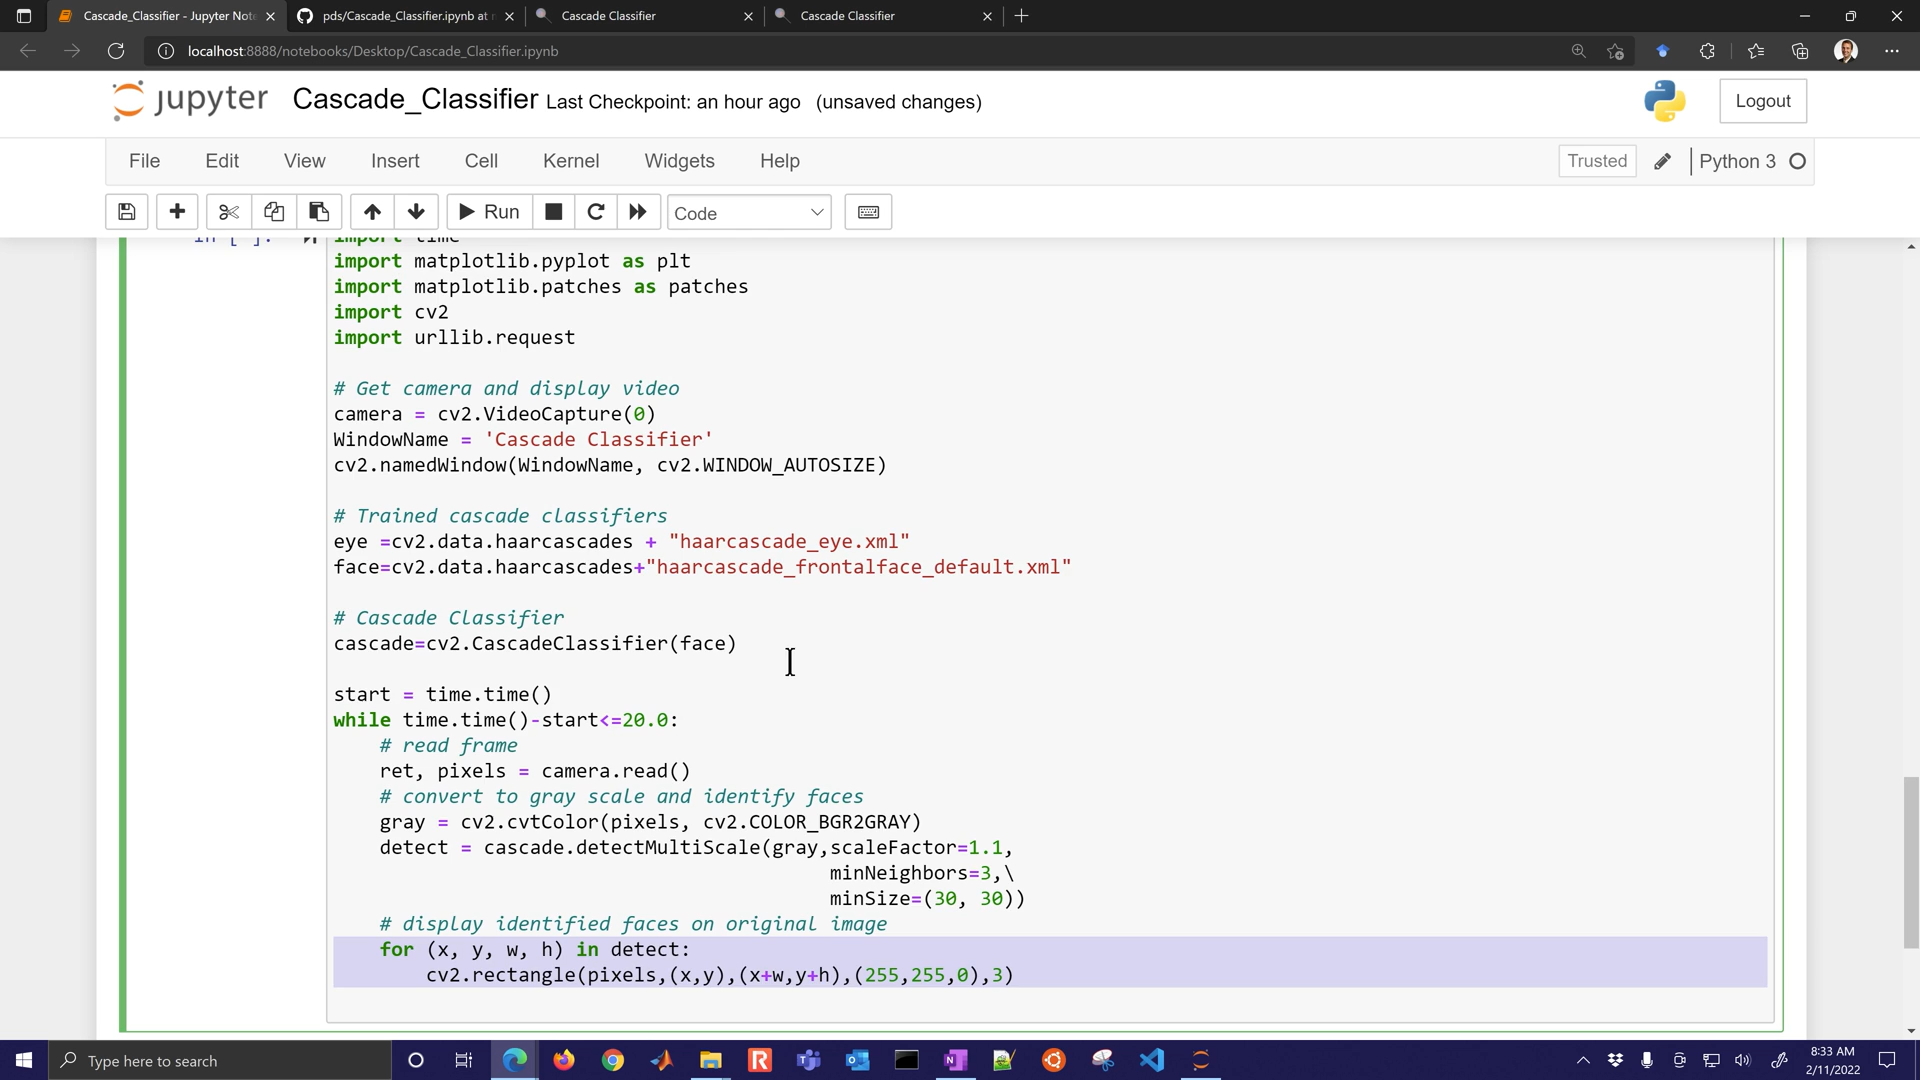 Cascade_Classifier - Jupyter Note
pds/Cascade_Classifier.ipynb at
Cascade Classifier
Cascade Classifier
localhost:8888/notebooks/Desktop/Cascade_Classifier.ipynb
jupyter Cascade_Classifier Last Checkpoint: an hour ago (unsaved changes)
Logout
File Edit View Insert Cell Kernel Widgets Help
Trusted
Python 3
Run
Code
In [ ]:
import time
import matplotlib.pyplot as plt
import matplotlib.patches as patches
import cv2
import urllib.request
# Get camera and display video
camera = cv2.VideoCapture(0)
WindowName = 'Cascade Classifier'
cv2.namedWindow(WindowName, cv2.WINDOW_AUTOSIZE)
# Trained cascade classifiers
eye =cv2.data.haarcascades + "haarcascade_eye.xml"
face=cv2.data.haarcascades+"haarcascade_frontalface_default.xml"
# Cascade Classifier
cascade=cv2.CascadeClassifier(face)
start = time.time()
while time.time()-start<=20.0:
# read frame
ret, pixels = camera.read()
# convert to gray scale and identify faces
gray = cv2.cvtColor(pixels, cv2.COLOR_BGR2GRAY)
detect = cascade.detectMultiScale(gray,scaleFactor=1.1,
minNeighbors=3,\
minSize=(30, 30))
# display identified faces on original image
for (x, y, w, h) in detect:
cv2.rectangle(pixels,(x,y),(x+w,y+h),(255,255,0),3)
Type here to search
8:33 AM
2/11/2022